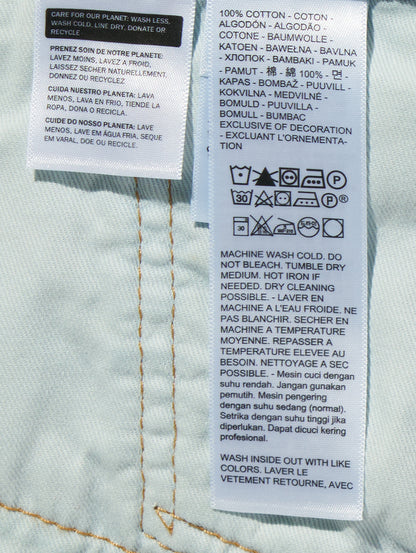 CARE FOR OUR PLANET: WASH LESS,
WASH COLD, LINE DRY, DONATE
OR RECYCLE
PRENEZ SOIN DE NOTRE PLANETE:
LAVEZ MOINS, LAVEZ A FROID,
LAISSEZ SECHER NATURELLEMENT,
DONNEZ OU RECYCLEZ
CUIDA NUESTRO PLANETA: LAVA
MENOS, LAVA EN FRIO, TIENDE LA
ROPA, DONA O RECICLA.
CUIDE DO NOSSO PLANETA: LAVE
MENOS, LAVE EM ÁGUA FRIA, SEQUE
EM VARAL, DOE OU RECICLE.
100% COTTON - COTON -
ALGODÓN - ALGODÃO -
COTONE - BAUMWOLLE -
KATOEN - BAWEŁNA - BAVLNA
- ХЛОПОК - BAMBAKI - PAMUK
- PAMUT - 棉 - 綿 100% - 면 -
KAPAS - BOMBAŽ - PUUVILL -
KOKVILNA - MEDVILNĖ -
BOMULD - PUUVILLA -
BOMULL - BUMBAC
EXCLUSIVE OF DECORATION
- EXCLUANT L'ORNEMENTA-
TION
P
30 P
30
MACHINE WASH COLD. DO
NOT BLEACH. TUMBLE DRY
MEDIUM. HOT IRON IF
NEEDED. DRY CLEANING
POSSIBLE. - LAVER EN
MACHINE A L'EAU FROIDE. NE
PAS BLANCHIR. SECHER EN
MACHINE A TEMPERATURE
MOYENNE. REPASSER A
TEMPERATURE ELEVEE AU
BESOIN. NETTOYAGE A SEC
POSSIBLE. - Mesin cuci dengan
suhu rendah. Jangan gunakan
pemutih. Mesin pengering
dengan suhu sedang (normal).
Setrika dengan suhu tinggi jika
diperlukan. Dapat dicuci kering
profesional.
WASH INSIDE OUT WITH LIKE
COLORS. LAVER LE
VETEMENT RETOURNE, AVEC